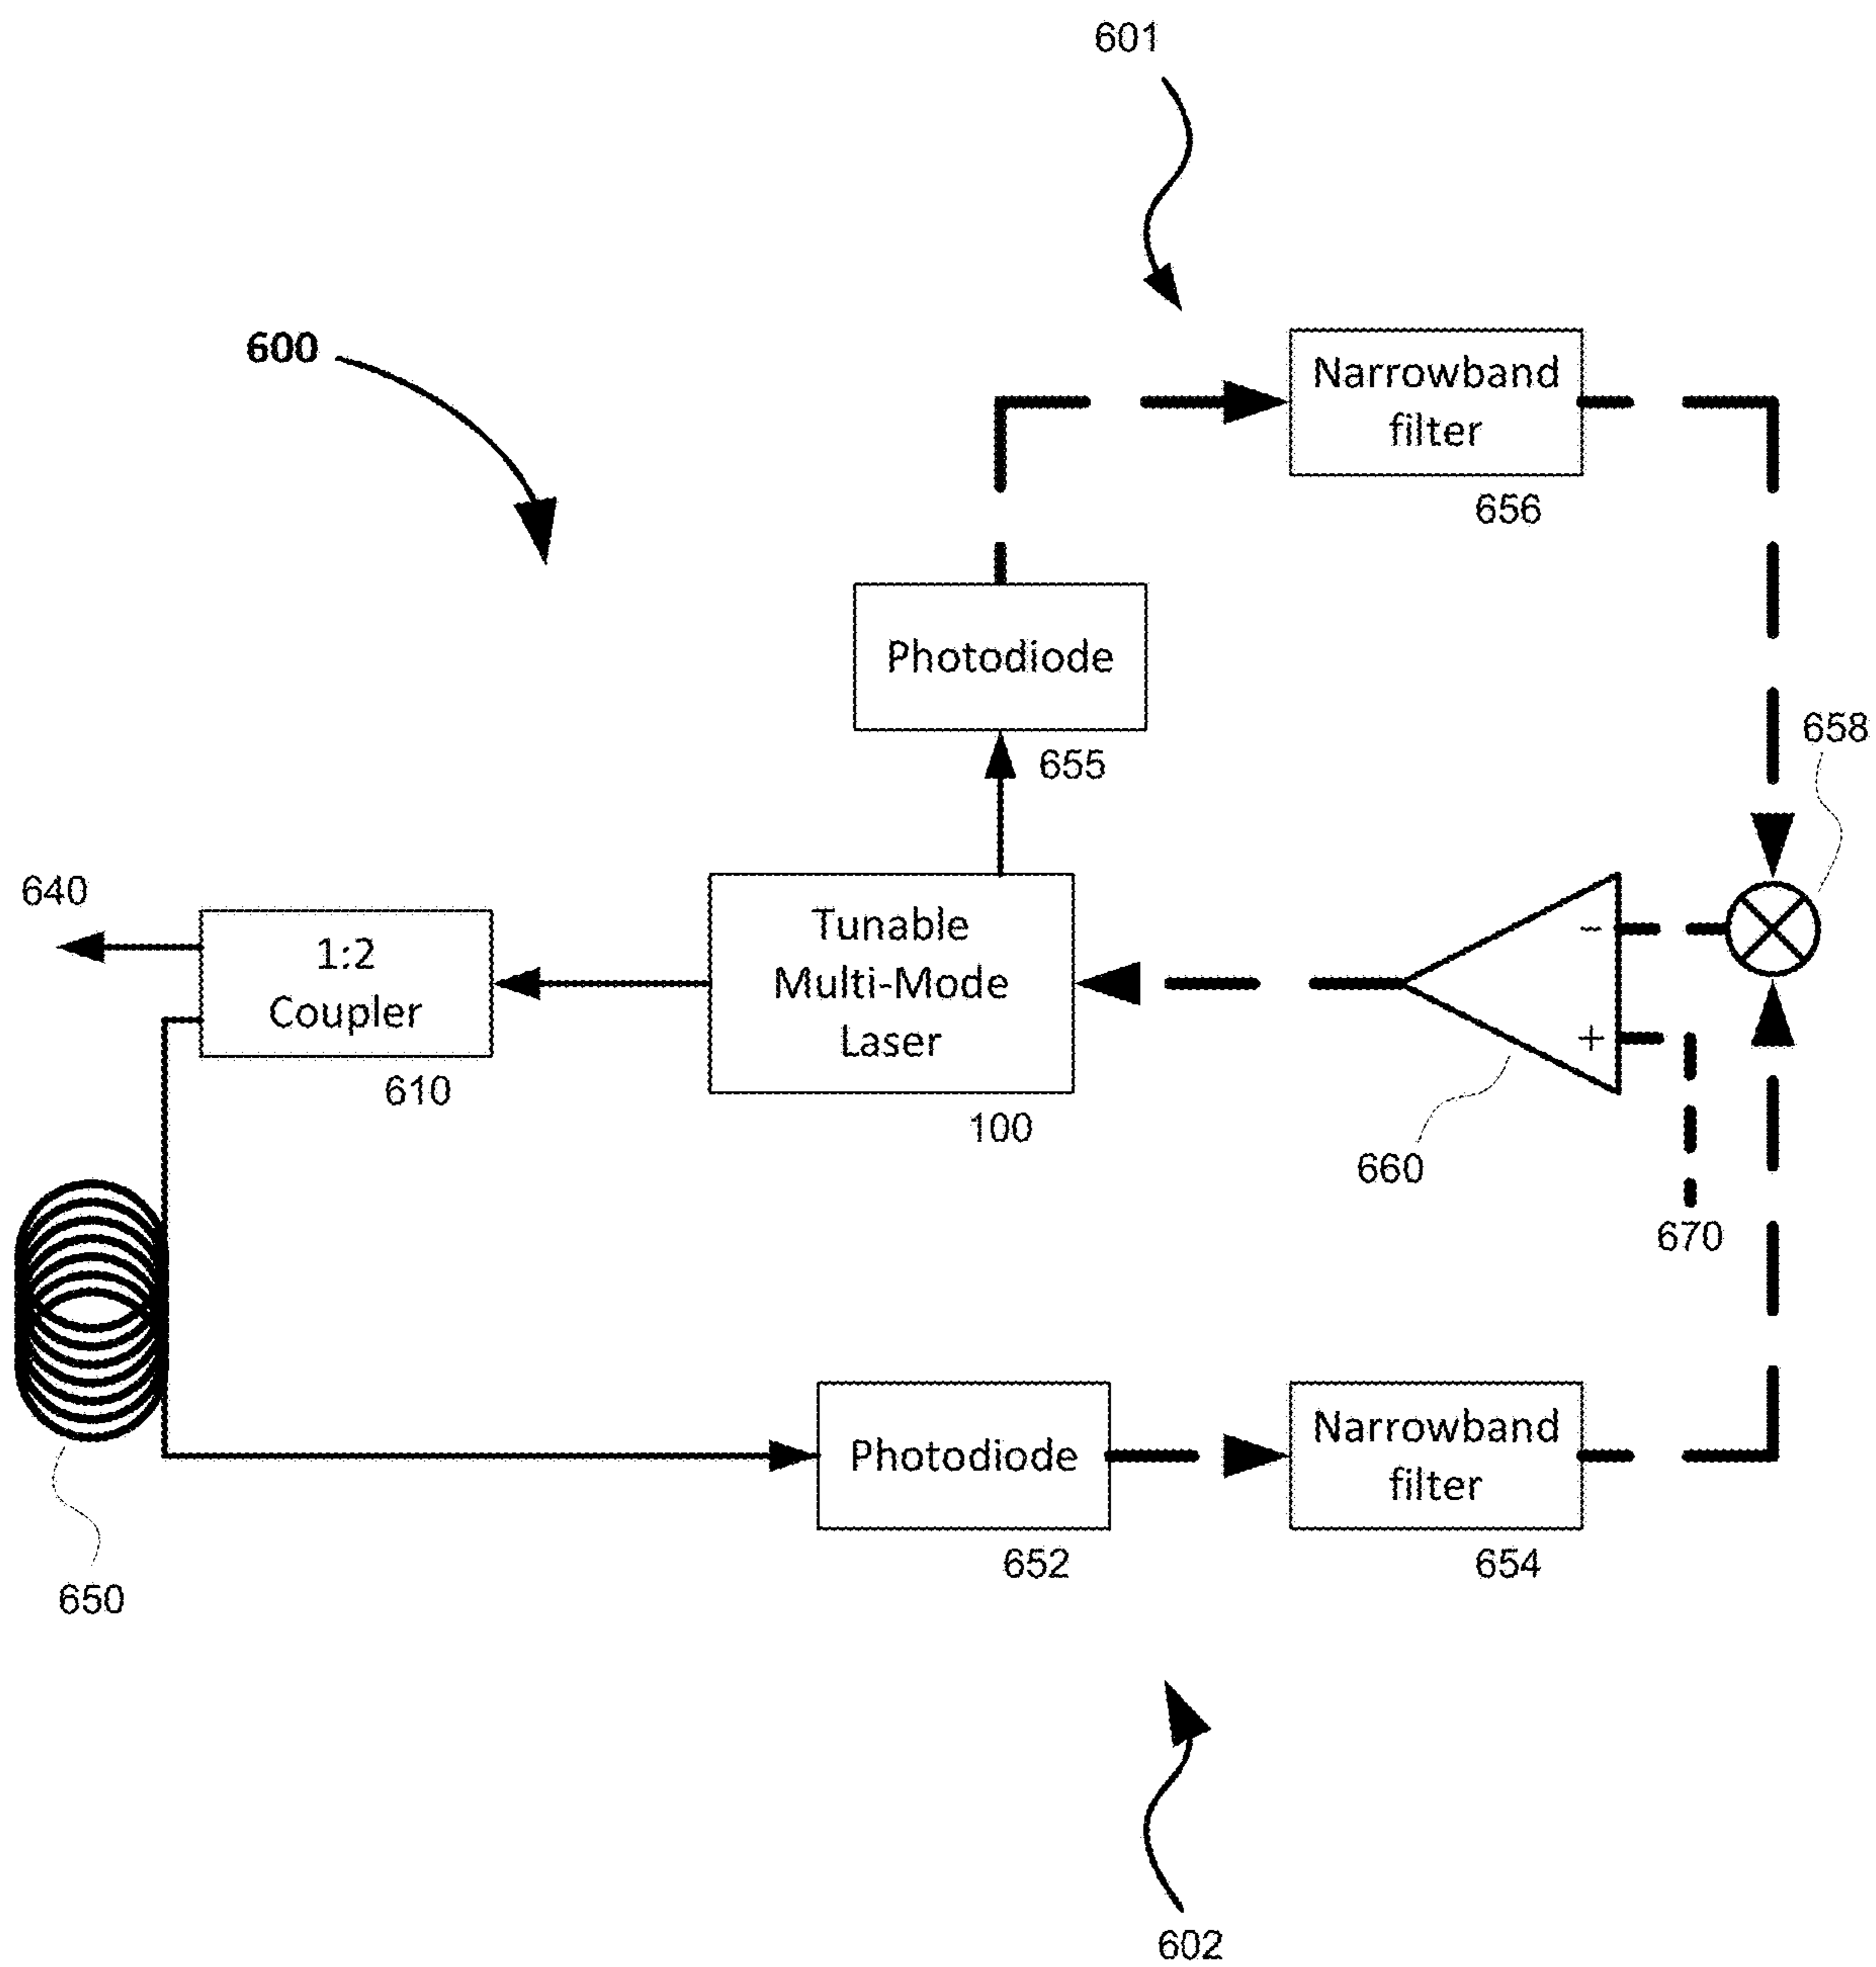 601
600
Narrowband
filter
656
Photodiode
655
658
640
1:2
Coupler
610
Tunable
Multi-Mode
Laser
100
−
+
660
670
650
Photodiode
652
Narrowband
filter
654
602